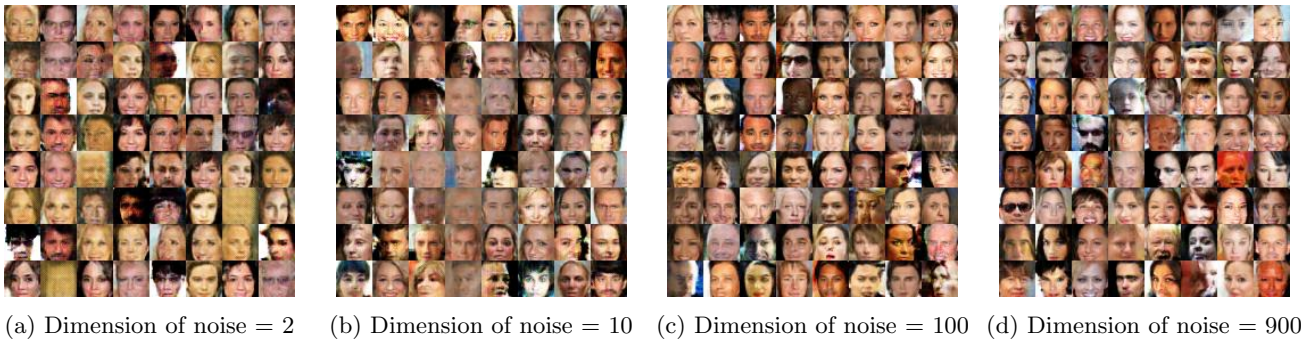 (a) Dimension of noise = 2
(b) Dimension of noise = 10
(c) Dimension of noise = 100
(d) Dimension of noise = 900